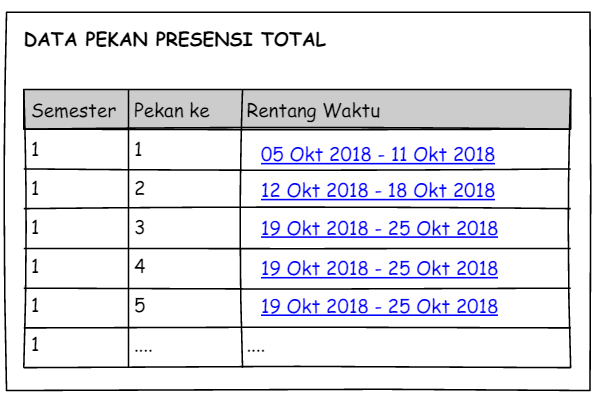 DATA PEKAN PRESENSI TOTAL
Semester Pekan ke Rentang Waktu
1 1 05 Okt 2018 - 11 Okt 2018
1 2 12 Okt 2018 - 18 Okt 2018
1 3 19 Okt 2018 - 25 Okt 2018
1 4 19 Okt 2018 - 25 Okt 2018
1 5 19 Okt 2018 - 25 Okt 2018
1 .... ....